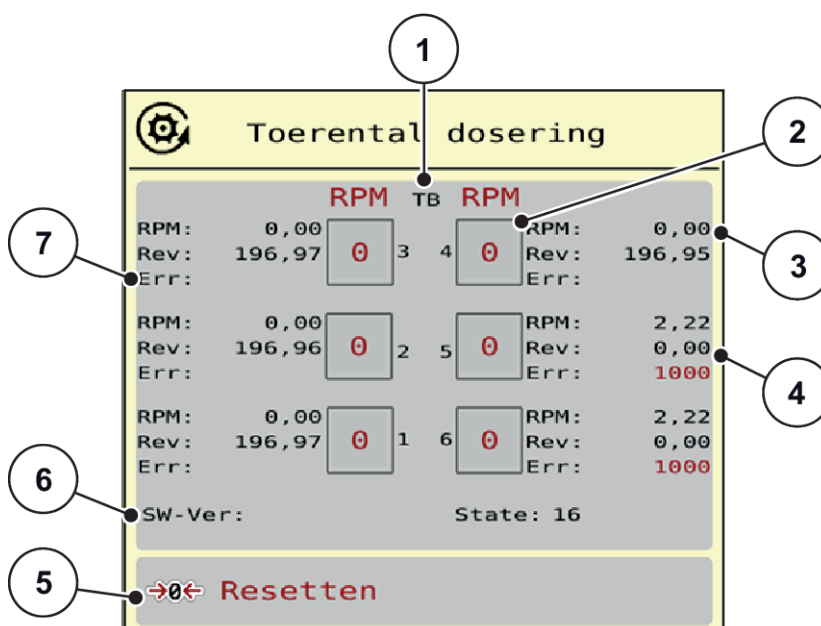 1
Toerental dosering
2
RPM TB RPM
RPM: 0,00 RPM: 0,00
7
Rev: 196,97 0 3 4 0 Rev: 196,95
3
Err: Err:
RPM: 0,00 RPM: 2,22
Rev: 196,96 0 2 5 0 Rev: 0,00
Err: Err: 1000
4
RPM: 0,00 RPM: 2,22
Rev: 196,97 0 1 6 0 Rev: 0,00
Err: Err: 1000
6
SW-Ver: State: 16
5
→0← Resetten